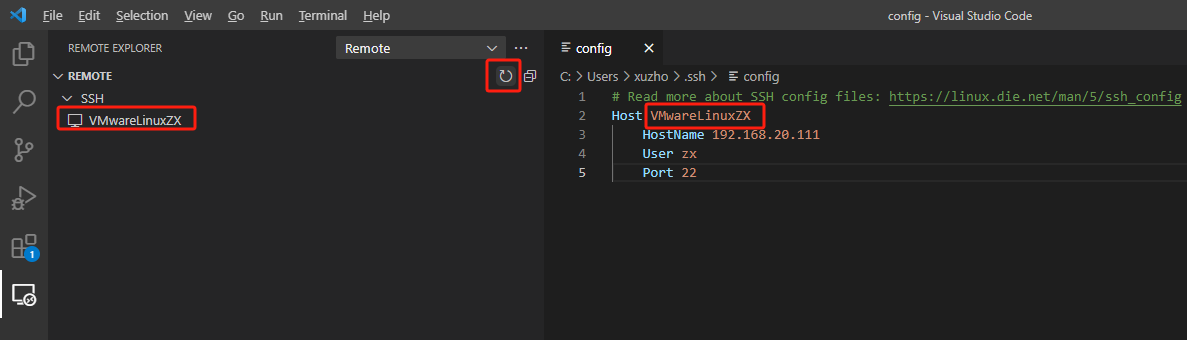 File Edit Selection View Go Run Terminal Help config - Visual Studio Code
REMOTE EXPLORER Remote
REMOTE
SSH
VMwareLinuxZX
1
config
C: > Users > xuzho > .ssh > config
1 # Read more about SSH config files: https://linux.die.net/man/5/ssh_config
2 Host VMwareLinuxZX
3 HostName 192.168.20.111
4 User zx
5 Port 22